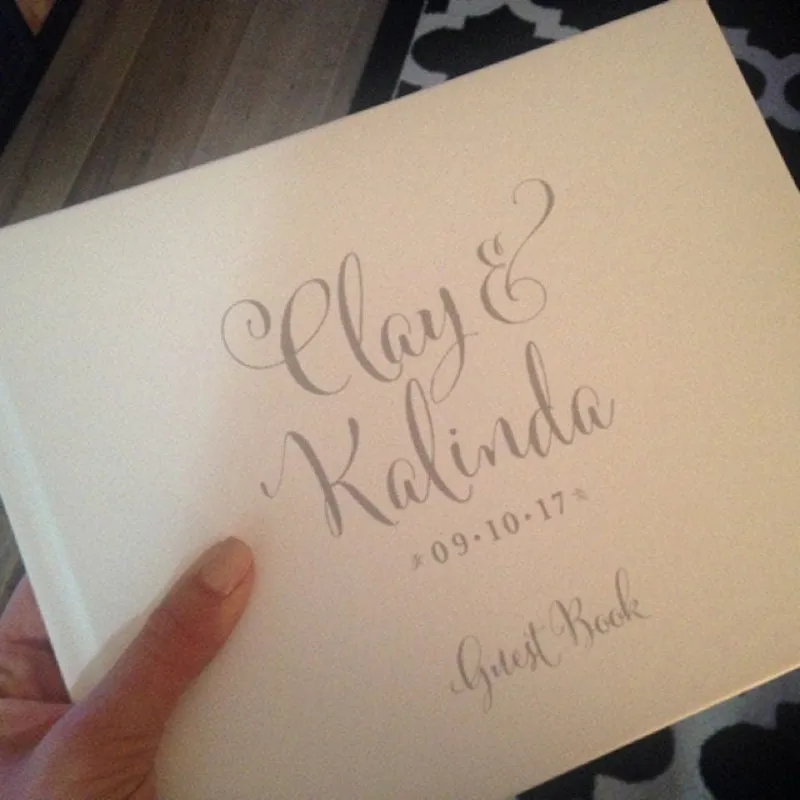 Clay &
Kalinda
09•10•17
Guest Book